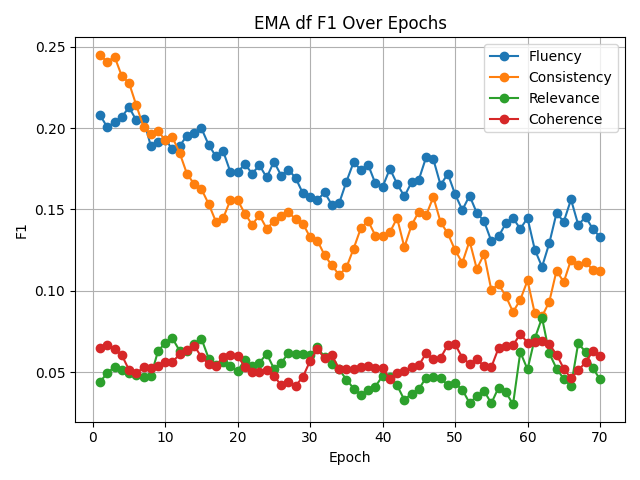 EMA df F1 Over Epochs
0.25
0.20
0.15
0.10
0.05
F1
Fluency
Consistency
Relevance
Coherence
0 10 20 30 40 50 60 70
Epoch